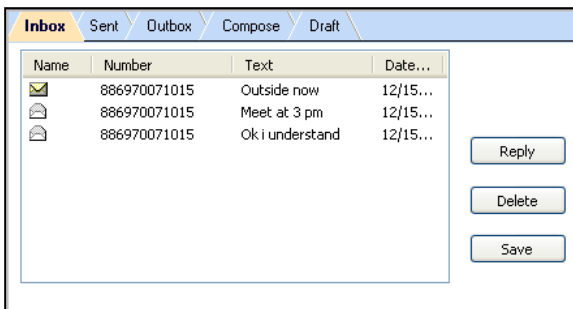 Inbox Sent Outbox Compose Draft
Name Number Text Date...
886970071015 Outside now 12/15...
886970071015 Meet at 3 pm 12/15...
886970071015 Ok i understand 12/15...
Reply
Delete
Save